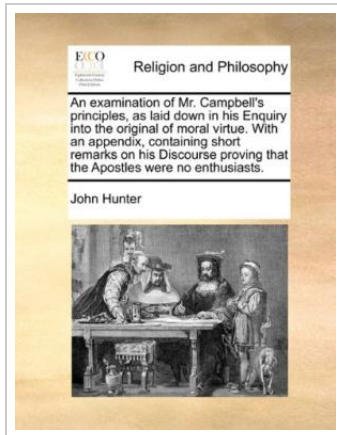 ECCO
Religion and Philosophy
An examination of Mr. Campbell's
principles, as laid down in his Enquiry
into the original of moral virtue. With
an appendix, containing short
remarks on his Discourse proving that
the Apostles were no enthusiasts.
John Hunter